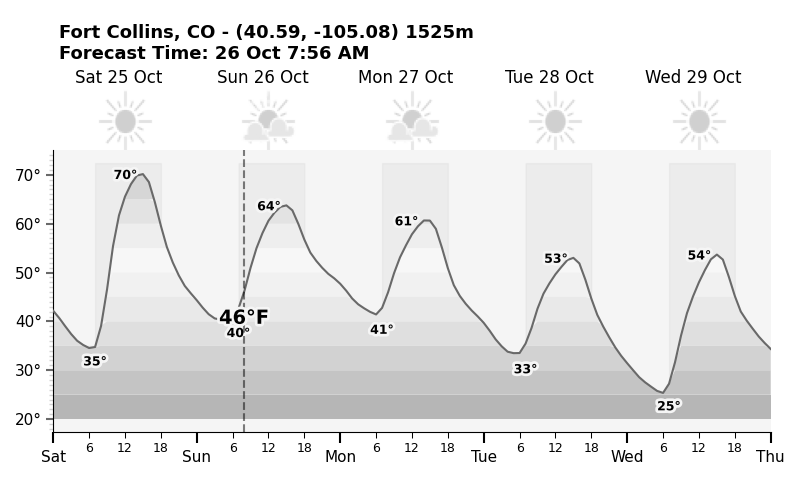 Fort Collins, CO - (40.59, -105.08) 1525m
Forecast Time: 26 Oct 7:56 AM
Sat 25 Oct Sun 26 Oct Mon 27 Oct Tue 28 Oct Wed 29 Oct
70°
60°
50°
40°
30°
20°
70°
64°
61°
53°
54°
46°F
40°
41°
35°
33°
25°
6 12 18 6 12 18 6 12 18 6 12 18 6 12 18
Sat Sun Mon Tue Wed Thu